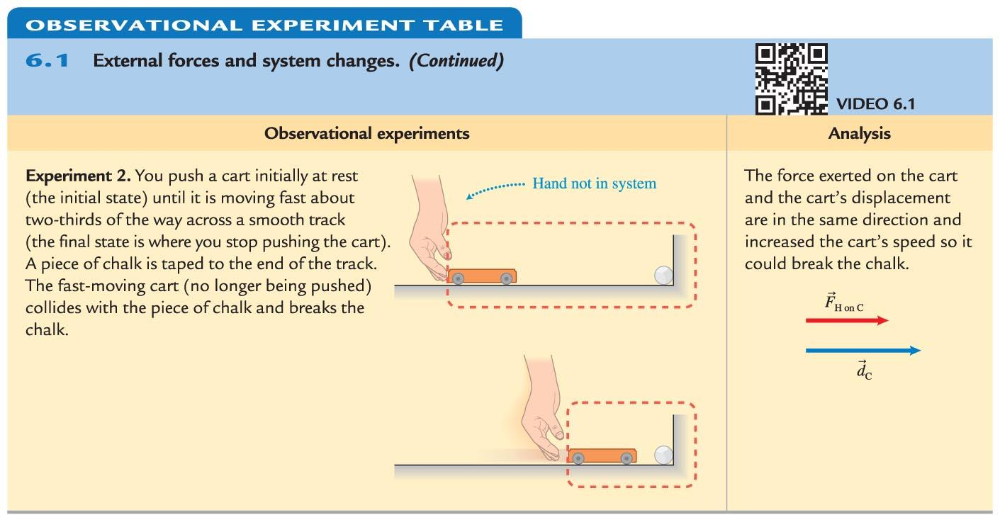 OBSERVATIONAL EXPERIMENT TABLE
6.1 External forces and system changes. (Continued)
VIDEO 6.1
Observational experiments
Analysis
Experiment 2. You push a cart initially at rest
(the initial state) until it is moving fast about
two-thirds of the way across a smooth track
(the final state is where you stop pushing the cart).
A piece of chalk is taped to the end of the track.
The fast-moving cart (no longer being pushed)
collides with the piece of chalk and breaks the
chalk.
Hand not in system
The force exerted on the cart
and the cart's displacement
are in the same direction and
increased the cart's speed so it
could break the chalk.
F⃗ H on C
d⃗ C